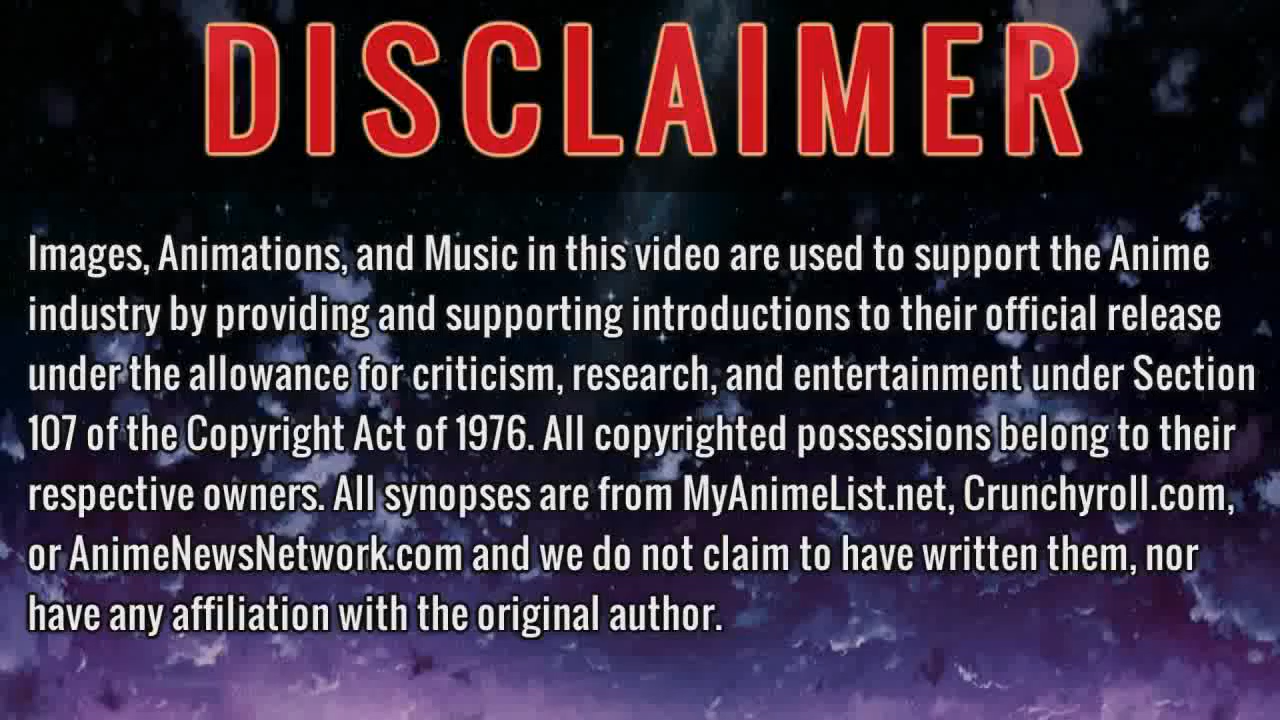 DISCLAIMER
Images, Animations, and Music in this video are used to support the Anime
industry by providing and supporting introductions to their official release
under the allowance for criticism, research, and entertainment under Section
107 of the Copyright Act of 1976. All copyrighted possessions belong to their
respective owners. All synopses are from MyAnimeList.net, Crunchyroll.com,
or AnimeNewsNetwork.com and we do not claim to have written them, nor
have any affiliation with the original author.